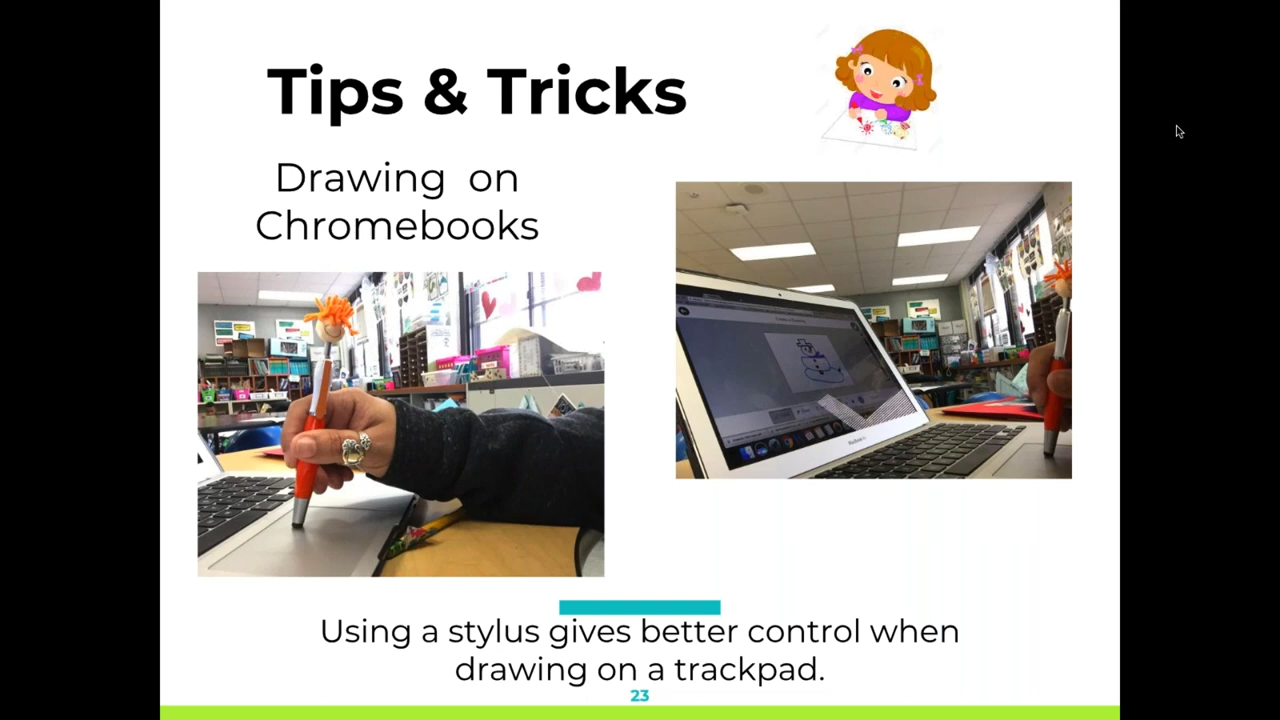 Tips & Tricks
Drawing on
Chromebooks
Using a stylus gives better control when
drawing on a trackpad.
23